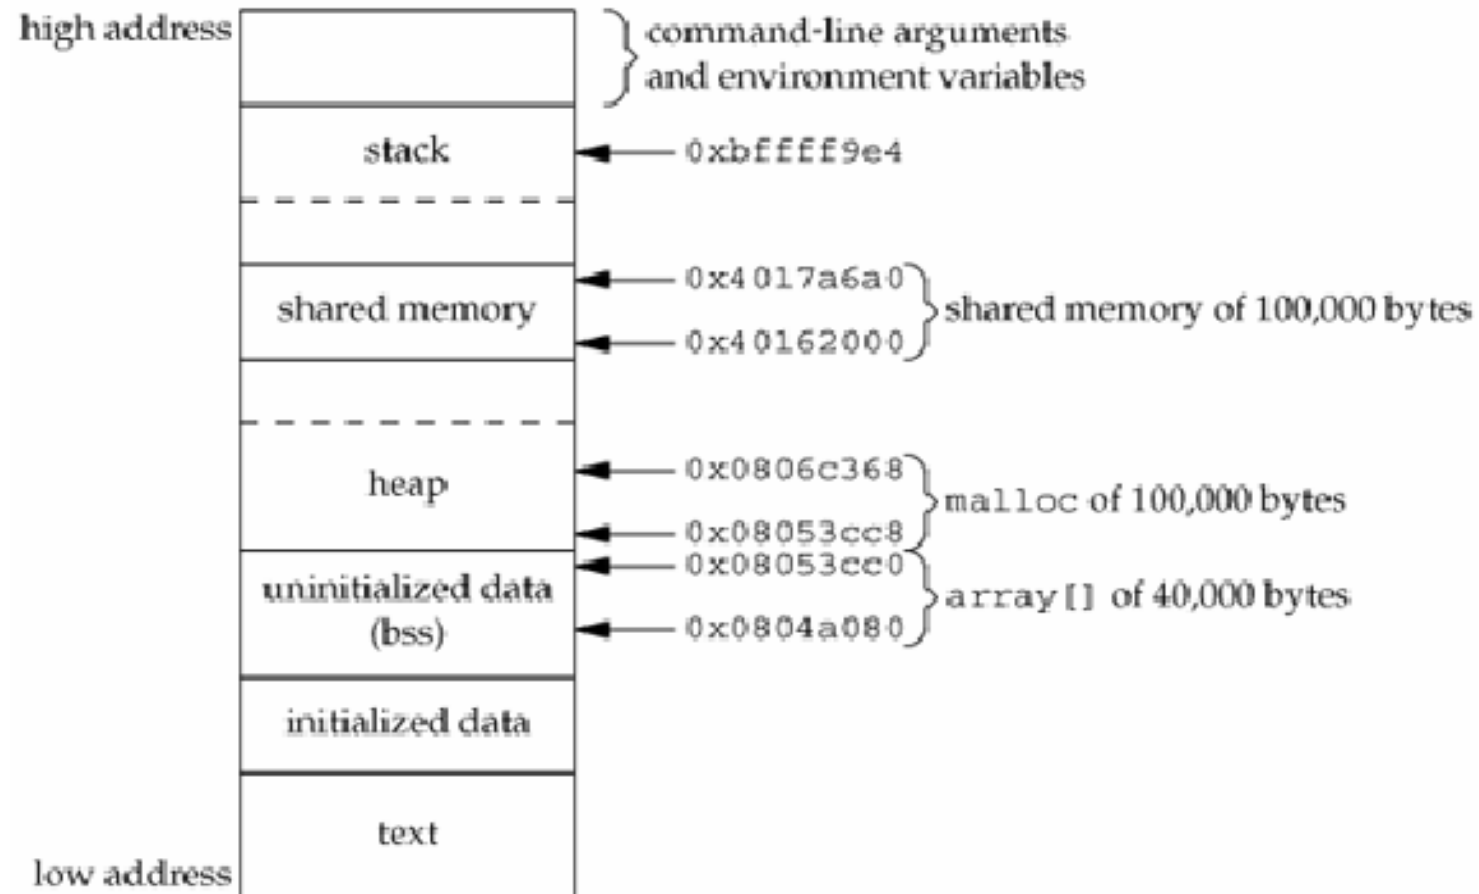 high address
command-line arguments
and environment variables
stack
0xbffff9e4
0x4017a6a0
shared memory
shared memory of 100,000 bytes
0x40162000
0x0806c368
heap
malloc of 100,000 bytes
0x08053cc8
0x08053cc0
uninitialized data
(bss)
array[] of 40,000 bytes
0x0804a080
initialized data
text
low address